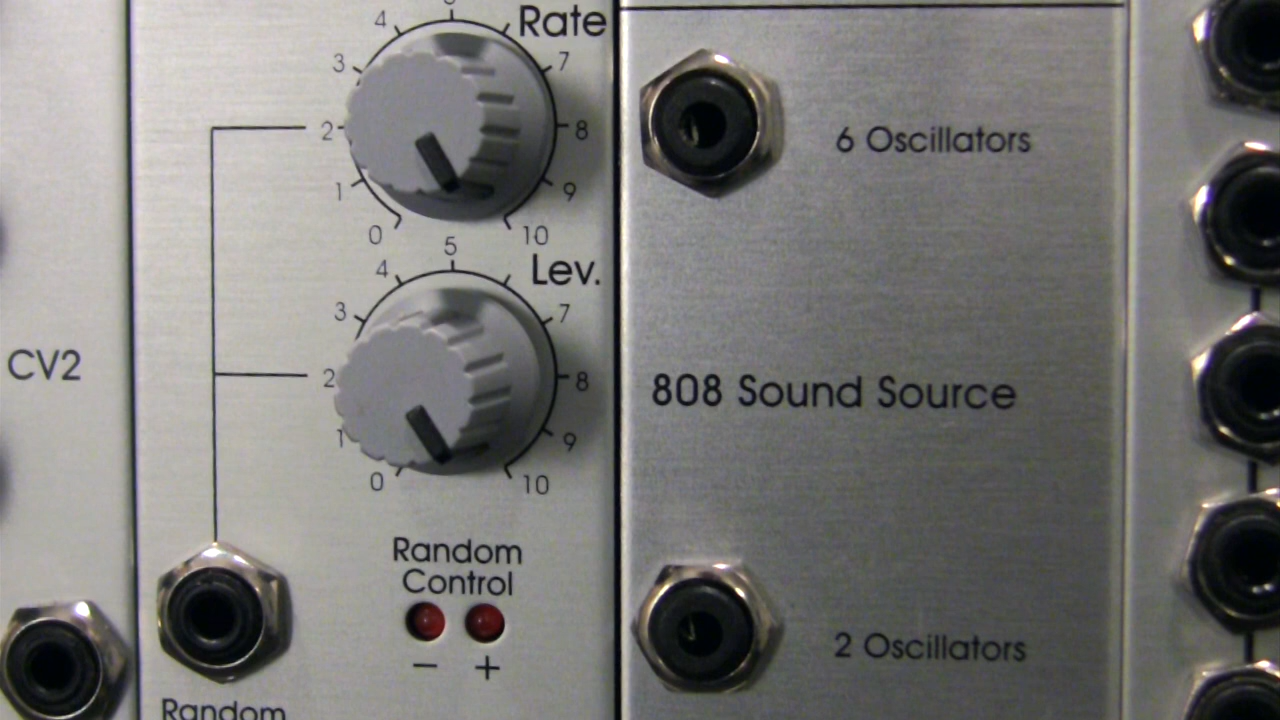 Rate
4
3
7
2
8
1
9
0
10
5
Lev.
4
3
7
2
8
1
9
0
10
CV2
Random
Control
− +
Random
6 Oscillators
808 Sound Source
2 Oscillators